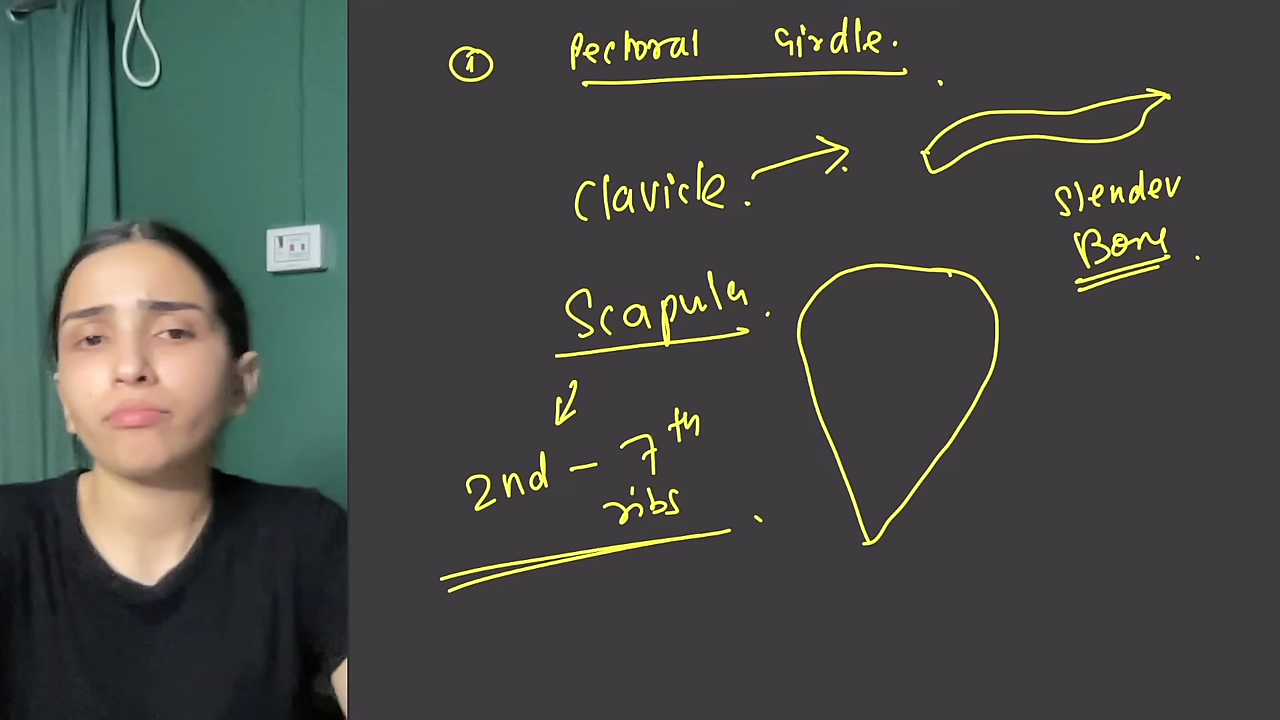 ① Pectoral Girdle.
Clavicle.
Slender
Bone
Scapula.
2nd - 7th
ribs